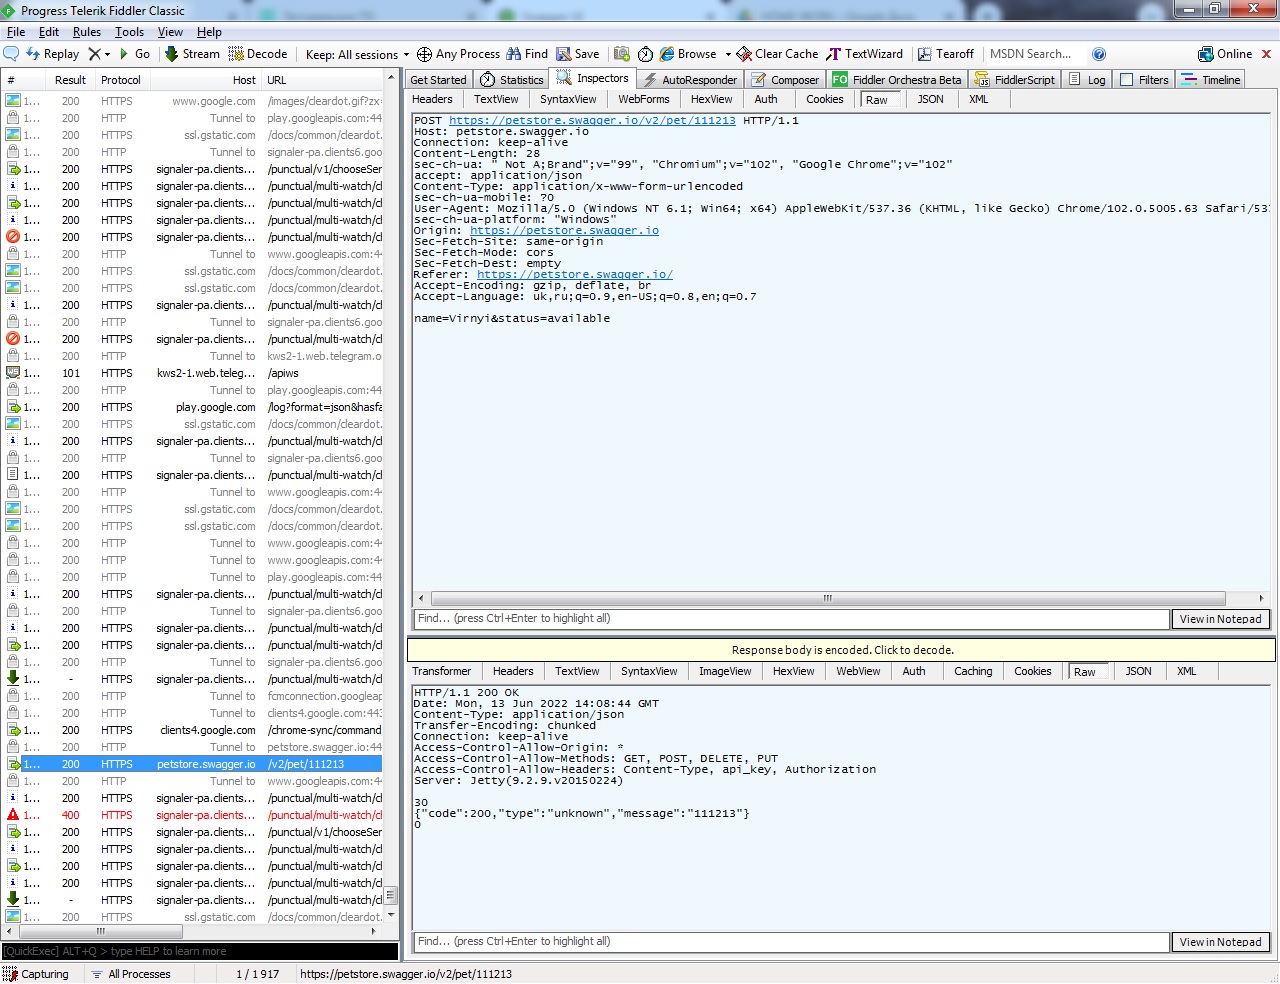 Progress Telerik Fiddler Classic
File Edit Rules Tools View Help
Replay Go Stream Decode Keep: All sessions Any Process Find Save Browse Clear Cache TextWizard Tearoff MSDN Search... Online
# Result Protocol Host URL
1... 200 HTTPS www.google.com /images/cleardot.gif?zx=
1... 200 HTTP Tunnel to play.googleapis.com:44
1... 200 HTTPS ssl.gstatic.com /docs/common/cleardot.
1... 200 HTTP Tunnel to signaler-pa.clients6.goo
1... 200 HTTPS signaler-pa.clients... /punctual/v1/chooseSer
1... 200 HTTPS signaler-pa.clients... /punctual/multi-watch/cl
1... 200 HTTPS signaler-pa.clients... /punctual/multi-watch/cl
1... 200 HTTPS signaler-pa.clients... /punctual/multi-watch/cl
1... 200 HTTPS signaler-pa.clients... /punctual/multi-watch/cl
1... 200 HTTP Tunnel to www.googleapis.com:44
1... 200 HTTPS ssl.gstatic.com /docs/common/cleardot.
1... 200 HTTPS ssl.gstatic.com /docs/common/cleardot.
1... 200 HTTPS signaler-pa.clients... /punctual/multi-watch/cl
1... 200 HTTP Tunnel to signaler-pa.clients6.goo
1... 200 HTTPS signaler-pa.clients... /punctual/multi-watch/cl
1... 200 HTTP Tunnel to kws2-1.web.telegram.o
1... 101 HTTPS kws2-1.web.teleg... /apiws
1... 200 HTTP Tunnel to play.googleapis.com:44
1... 200 HTTPS play.google.com /log?format=json&hasfa
1... 200 HTTPS ssl.gstatic.com /docs/common/cleardot.
1... 200 HTTPS signaler-pa.clients... /punctual/multi-watch/cl
1... 200 HTTP Tunnel to signaler-pa.clients6.goo
1... 200 HTTPS signaler-pa.clients... /punctual/multi-watch/cl
1... 200 HTTP Tunnel to www.googleapis.com:44
1... 200 HTTPS ssl.gstatic.com /docs/common/cleardot.
1... 200 HTTPS ssl.gstatic.com /docs/common/cleardot.
1... 200 HTTP Tunnel to www.googleapis.com:44
1... 200 HTTP Tunnel to www.googleapis.com:44
1... 200 HTTP Tunnel to play.googleapis.com:44
1... 200 HTTPS signaler-pa.clients... /punctual/multi-watch/cl
1... 200 HTTP Tunnel to signaler-pa.clients6.goo
1... 200 HTTPS signaler-pa.clients... /punctual/multi-watch/cl
1... 200 HTTPS signaler-pa.clients... /punctual/multi-watch/cl
1... 200 HTTP Tunnel to signaler-pa.clients6.goo
1... - HTTPS signaler-pa.clients... /punctual/multi-watch/cl
1... 200 HTTP Tunnel to fcmconnection.googleap
1... 200 HTTP Tunnel to clients4.google.com:443
1... 200 HTTPS clients4.google.com /chrome-sync/command
1... 200 HTTP Tunnel to petstore.swagger.io:44
1... 200 HTTPS petstore.swagger.io /v2/pet/111213
1... 200 HTTP Tunnel to signaler-pa.clients6.goo
1... 200 HTTPS signaler-pa.clients... /punctual/multi-watch/cl
1... 400 HTTPS signaler-pa.clients... /punctual/multi-watch/cl
1... 200 HTTPS signaler-pa.clients... /punctual/v1/chooseSer
1... 200 HTTPS signaler-pa.clients... /punctual/multi-watch/cl
1... 200 HTTPS signaler-pa.clients... /punctual/multi-watch/cl
1... 200 HTTPS signaler-pa.clients... /punctual/multi-watch/cl
1... - HTTPS signaler-pa.clients... /punctual/multi-watch/cl
1... 200 HTTPS ssl.gstatic.com /docs/common/cleardot.
[QuickExec] ALT+Q > type HELP to learn more
Get Started Statistics Inspectors AutoResponder Composer FO Fiddler Orchestra Beta FiddlerScript Log Filters Timeline
Headers TextView SyntaxView WebForms HexView Auth Cookies Raw JSON XML
POST https://petstore.swagger.io/v2/pet/111213 HTTP/1.1
Host: petstore.swagger.io
Connection: keep-alive
Content-Length: 28
sec-ch-ua: " Not A;Brand";v="99", "Chromium";v="102", "Google Chrome";v="102"
accept: application/json
Content-Type: application/x-www-form-urlencoded
sec-ch-ua-mobile: ?0
User-Agent: Mozilla/5.0 (Windows NT 6.1; Win64; x64) AppleWebKit/537.36 (KHTML, like Gecko) Chrome/102.0.5005.63 Safari/537
sec-ch-ua-platform: "Windows"
Origin: https://petstore.swagger.io
Sec-Fetch-Site: same-origin
Sec-Fetch-Mode: cors
Sec-Fetch-Dest: empty
Referer: https://petstore.swagger.io/
Accept-Encoding: gzip, deflate, br
Accept-Language: uk,ru;q=0.9,en-US;q=0.8,en;q=0.7
name=Virnyi&status=available
Find... (press Ctrl+Enter to highlight all) View in Notepad
Response body is encoded. Click to decode.
Transformer Headers TextView SyntaxView ImageView HexView WebView Auth Caching Cookies Raw JSON XML
HTTP/1.1 200 OK
Date: Mon, 13 Jun 2022 14:08:44 GMT
Content-Type: application/json
Transfer-Encoding: chunked
Connection: keep-alive
Access-Control-Allow-Origin: *
Access-Control-Allow-Methods: GET, POST, DELETE, PUT
Access-Control-Allow-Headers: Content-Type, api_key, Authorization
Server: Jetty(9.2.9.v20150224)
30
{"code":200,"type":"unknown","message":"111213"}
0
Find... (press Ctrl+Enter to highlight all) View in Notepad
Capturing All Processes 1 / 1 917 https://petstore.swagger.io/v2/pet/111213